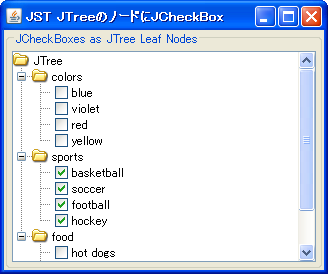 JST JTreeのノードにJCheckBox
JCheckBoxes as JTree Leaf Nodes
JTree
colors
blue
violet
red
yellow
sports
basketball
soccer
football
hockey
food
hot dogs